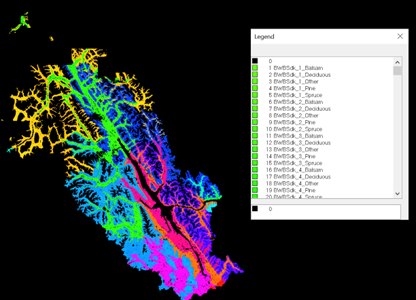 Legend
0
1 BWBSdk_1_Balsam
2 BWBSdk_1_Deciduous
3 BWBSdk_1_Other
4 BWBSdk_1_Pine
5 BWBSdk_1_Spruce
6 BWBSdk_2_Balsam
7 BWBSdk_2_Deciduous
8 BWBSdk_2_Other
9 BWBSdk_2_Pine
10 BWBSdk_2_Spruce
11 BWBSdk_3_Balsam
12 BWBSdk_3_Deciduous
13 BWBSdk_3_Other
14 BWBSdk_3_Pine
15 BWBSdk_3_Spruce
16 BWBSdk_4_Balsam
17 BWBSdk_4_Deciduous
18 BWBSdk_4_Other
19 BWBSdk_4_Pine
20 BWBSdk_4_Spruce
0